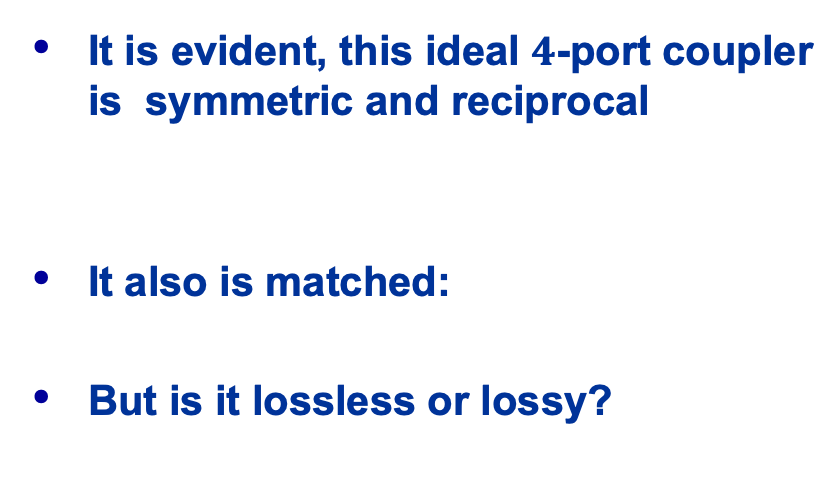 • It is evident, this ideal 4-port coupler
is symmetric and reciprocal
• It also is matched:
• But is it lossless or lossy?